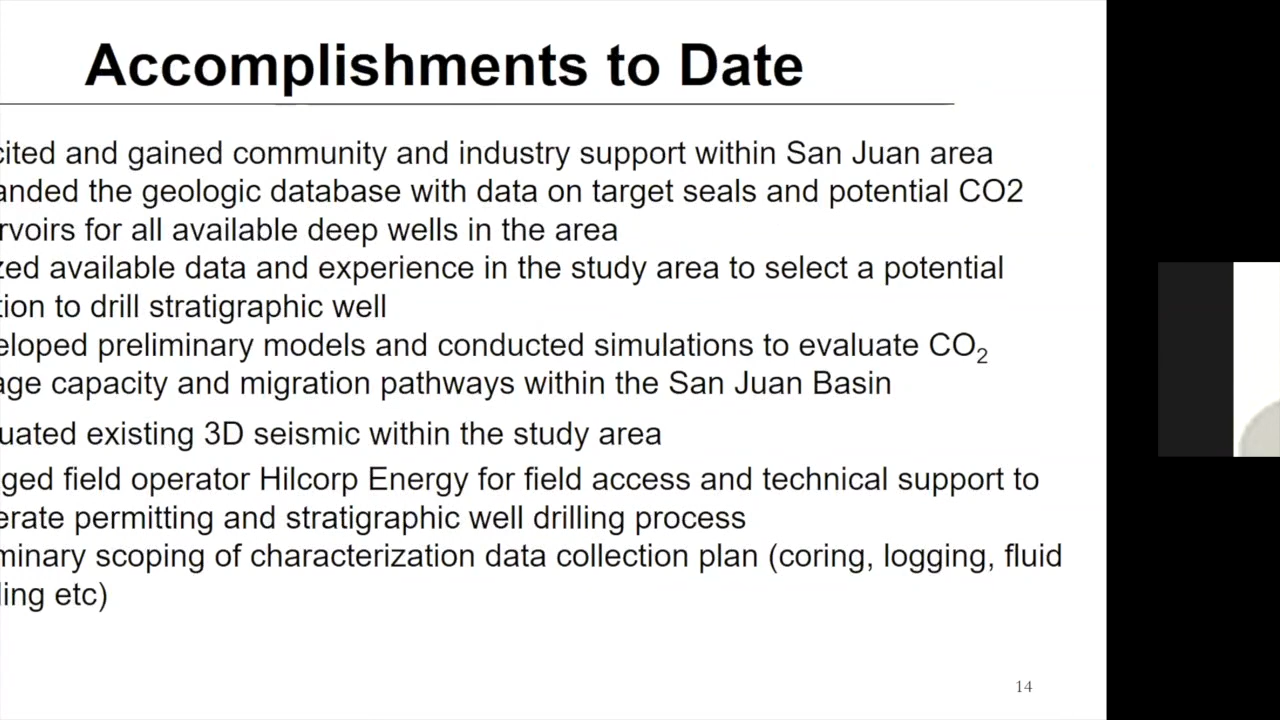 Accomplishments to Date
cited and gained community and industry support within San Juan area
anded the geologic database with data on target seals and potential CO2
rvoirs for all available deep wells in the area
zed available data and experience in the study area to select a potential
tion to drill stratigraphic well
eloped preliminary models and conducted simulations to evaluate CO₂
age capacity and migration pathways within the San Juan Basin
uated existing 3D seismic within the study area
ged field operator Hilcorp Energy for field access and technical support to
erate permitting and stratigraphic well drilling process
minary scoping of characterization data collection plan (coring, logging, fluid
ling etc)
14